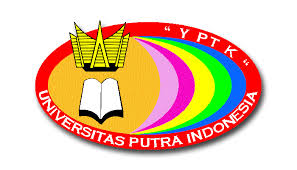 “ Y P T K “
UNIVERSITAS PUTRA INDONESIA